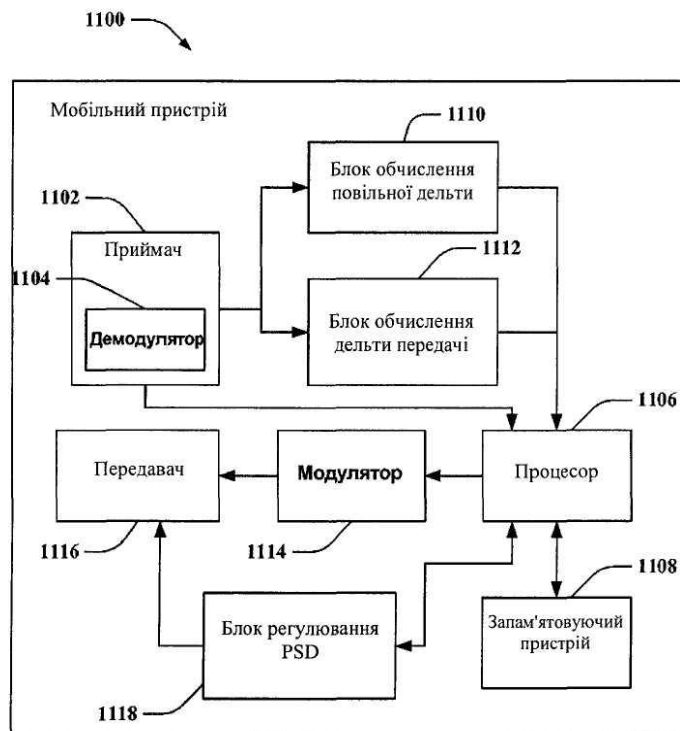 1100
Мобільний пристрій
1110
Блок обчислення
повільної дельти
1102
Приймач
1104
Демодулятор
1112
Блок обчислення
дельти передачі
1106
Передавач
Модулятор
Процесор
1116
1114
1108
Блок регулювання
PSD
Запам'ятовуючий
пристрій
1118